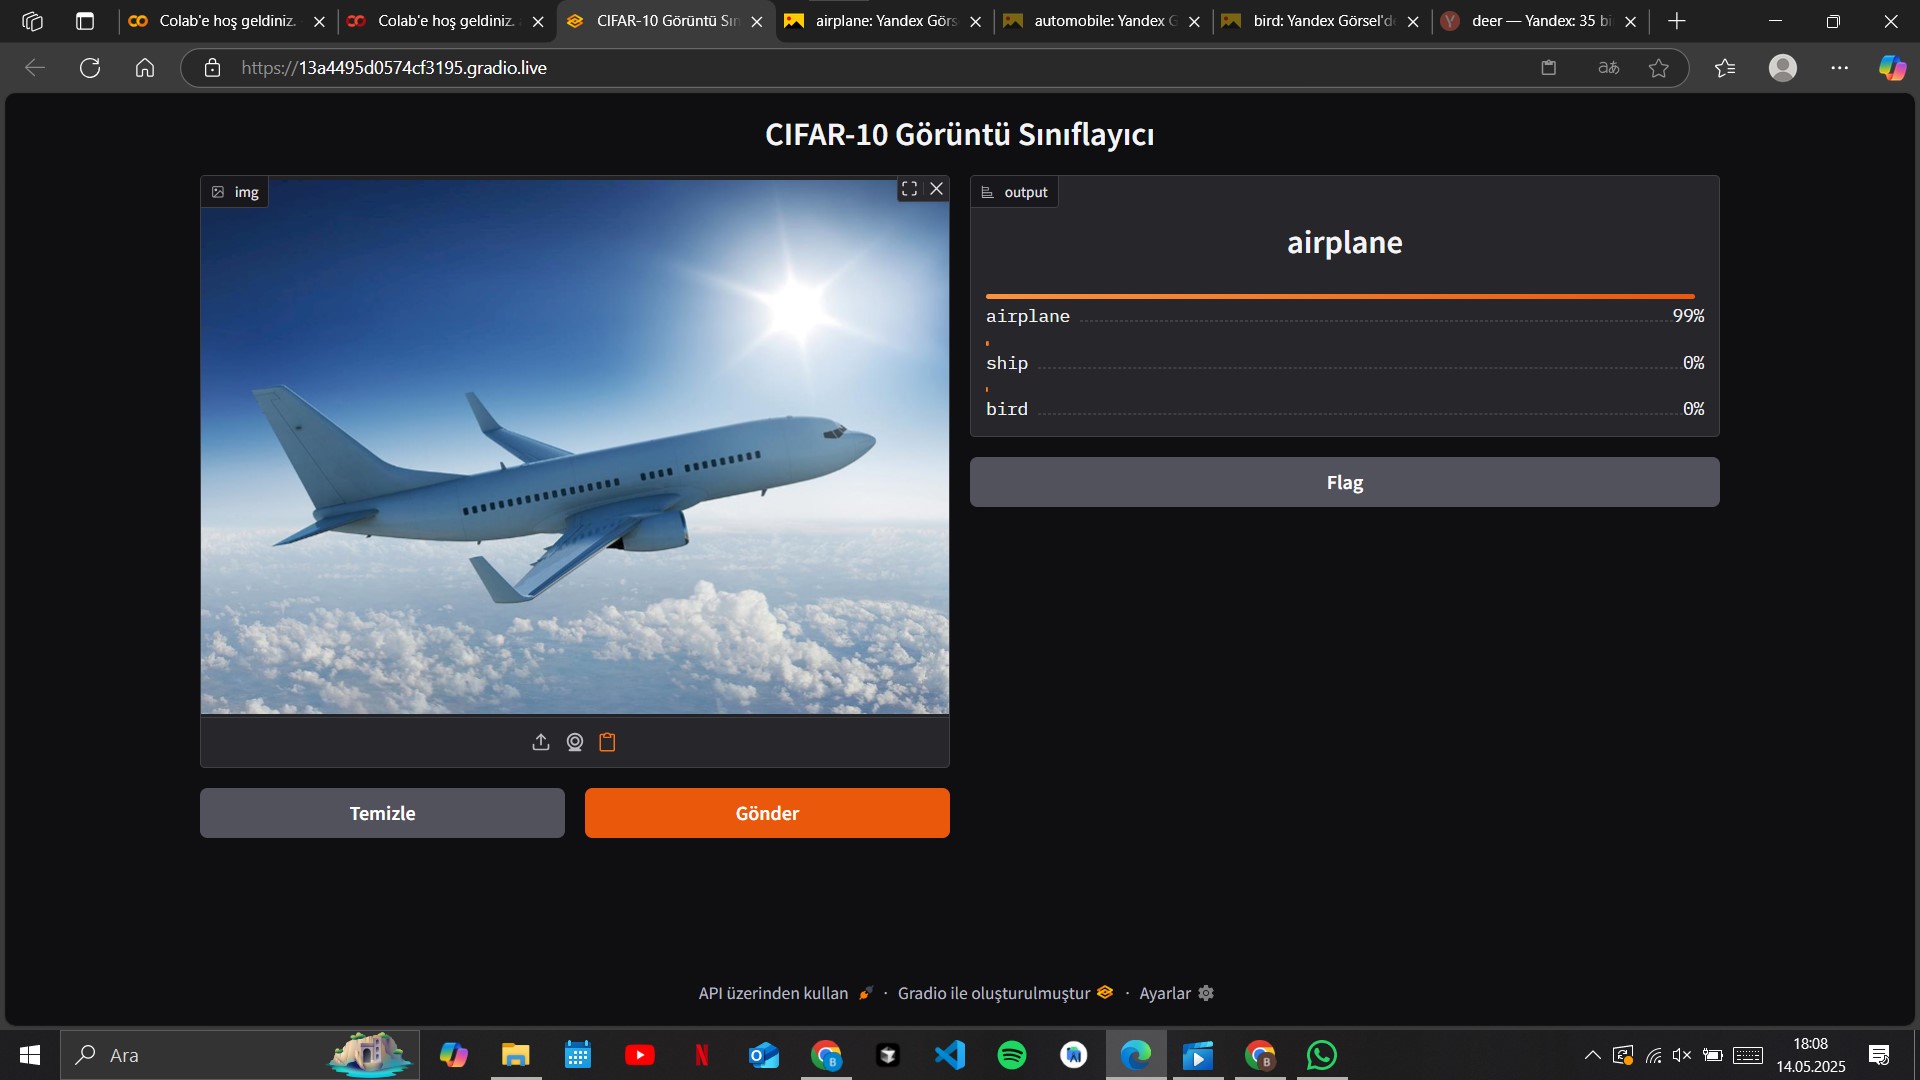 Colab'e hoş geldiniz.
Colab'e hoş geldiniz.
CIFAR-10 Görüntü Sın
airplane: Yandex Görs
automobile: Yandex G
bird: Yandex Görsel'de
deer — Yandex: 35 bi
https://13a4495d0574cf3195.gradio.live
CIFAR-10 Görüntü Sınıflayıcı
img
output
airplane
airplane 99%
ship 0%
bird 0%
Flag
Temizle
Gönder
API üzerinden kullan · Gradio ile oluşturulmuştur · Ayarlar
Ara
18:08
14.05.2025